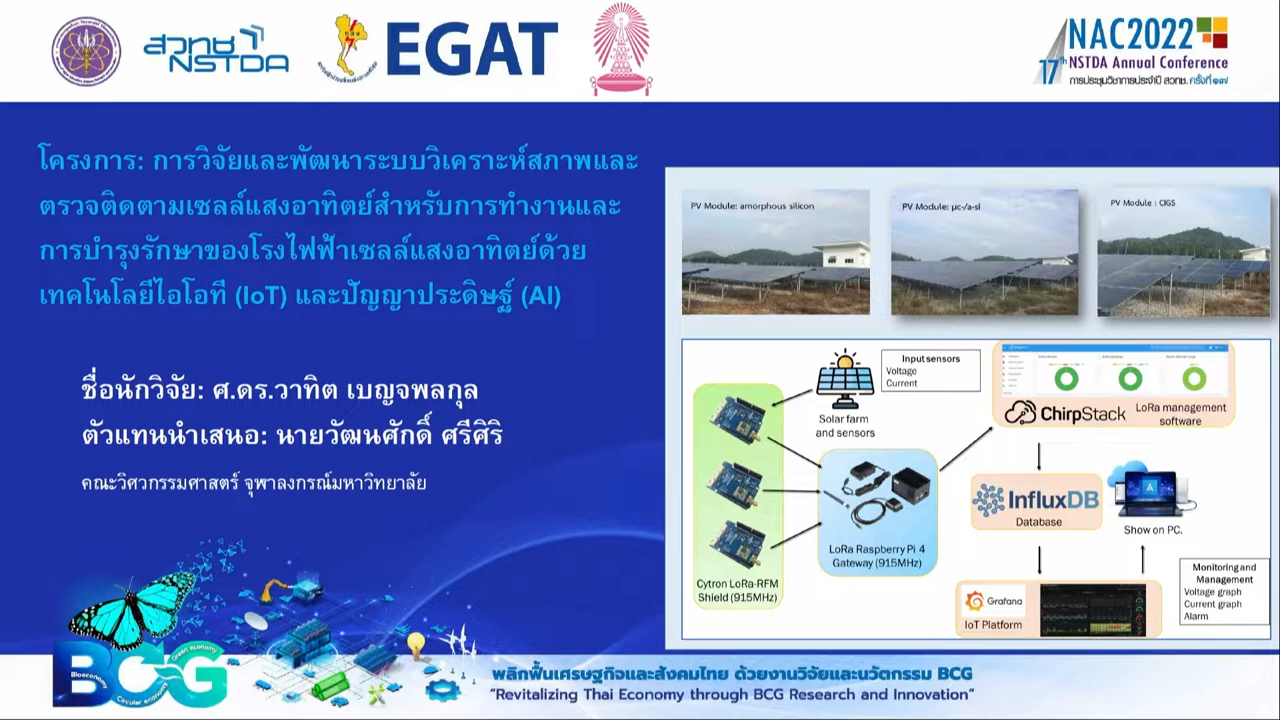 สวทช
NSTDA
EGAT
NAC2022
17th NSTDA Annual Conference
การประชุมวิชาการประจำปี สวทช. ครั้งที่ ๑๗
โครงการ: การวิจัยและพัฒนาระบบวิเคราะห์สภาพและ
ตรวจติดตามเซลล์แสงอาทิตย์สำหรับการทำงานและ
การบำรุงรักษาของโรงไฟฟ้าเซลล์แสงอาทิตย์ด้วย
เทคโนโลยีไอโอที (IoT) และปัญญาประดิษฐ์ (AI)
ชื่อนักวิจัย: ศ.ดร.วาทิต เบญจพลกุล
ตัวแทนนำเสนอ: นายวัฒนศักดิ์ ศรีศิริ
คณะวิศวกรรมศาสตร์ จุฬาลงกรณ์มหาวิทยาลัย
PV Module: amorphous silicon
PV Module: µc-/a-si
PV Module : CIGS
Input sensors
Voltage
Current
Solar farm
and sensors
ChirpStack
LoRa management
software
InfluxDB
Database
Show on PC.
LoRa Raspberry Pi 4
Gateway (915MHz)
Cytron LoRa-RFM
Shield (915MHz)
Grafana
IoT Platform
Monitoring and
Management
Voltage graph
Current graph
Alarm
BCG
Bioeconomy
Circular economy
Green economy
พลิกฟื้นเศรษฐกิจและสังคมไทย ด้วยงานวิจัยและนวัตกรรม BCG
"Revitalizing Thai Economy through BCG Research and Innovation"